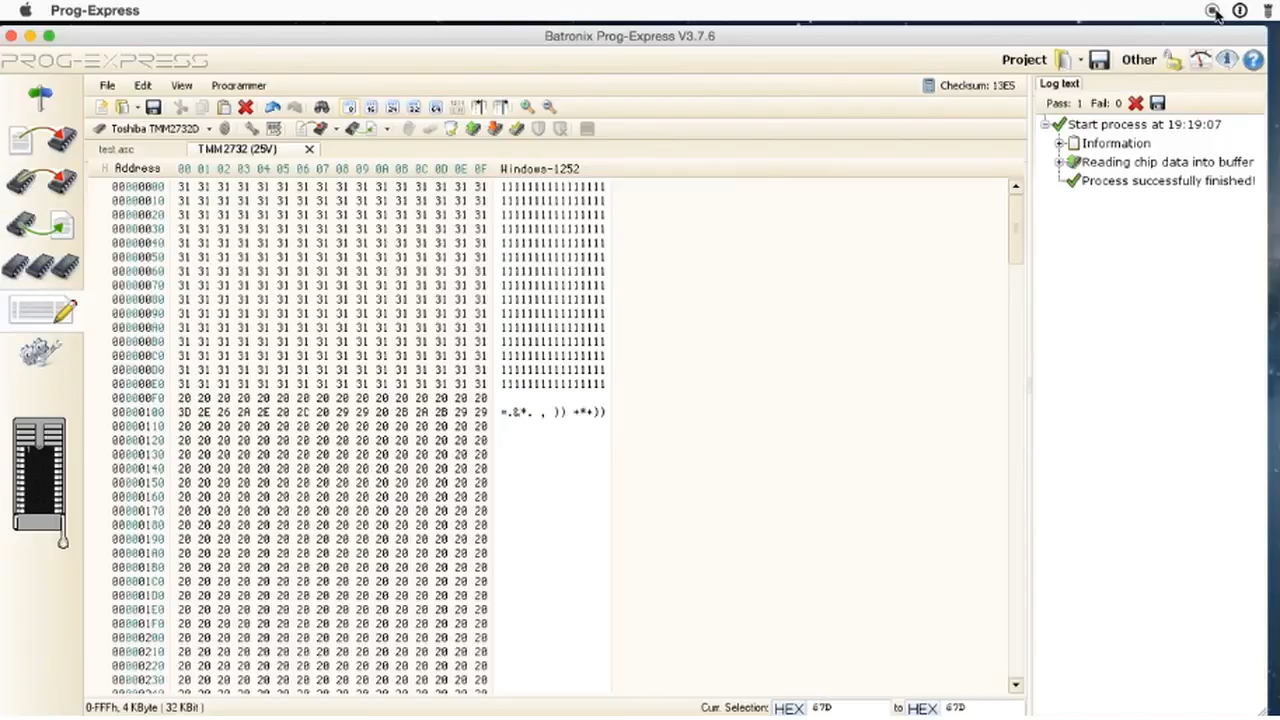 Prog-Express
Batronix Prog-Express V3.7.6
PROG-EXPRESS
Project Other
File Edit View Programmer
Checksum: 13E5
Toshiba TMM2732D
test asc TMM2732 (25V)
Address 00 01 02 03 04 05 06 07 08 09 0A 0B 0C 0D 0E 0F Windows-1252
00000000 31 31 31 31 31 31 31 31 31 31 31 31 31 31 31 31 1111111111111111
00000010 31 31 31 31 31 31 31 31 31 31 31 31 31 31 31 31 1111111111111111
00000020 31 31 31 31 31 31 31 31 31 31 31 31 31 31 31 31 1111111111111111
00000030 31 31 31 31 31 31 31 31 31 31 31 31 31 31 31 31 1111111111111111
00000040 31 31 31 31 31 31 31 31 31 31 31 31 31 31 31 31 1111111111111111
00000050 31 31 31 31 31 31 31 31 31 31 31 31 31 31 31 31 1111111111111111
00000060 31 31 31 31 31 31 31 31 31 31 31 31 31 31 31 31 1111111111111111
00000070 31 31 31 31 31 31 31 31 31 31 31 31 31 31 31 31 1111111111111111
00000080 31 31 31 31 31 31 31 31 31 31 31 31 31 31 31 31 1111111111111111
00000090 31 31 31 31 31 31 31 31 31 31 31 31 31 31 31 31 1111111111111111
000000A0 31 31 31 31 31 31 31 31 31 31 31 31 31 31 31 31 1111111111111111
000000B0 31 31 31 31 31 31 31 31 31 31 31 31 31 31 31 31 1111111111111111
000000C0 31 31 31 31 31 31 31 31 31 31 31 31 31 31 31 31 1111111111111111
000000D0 31 31 31 31 31 31 31 31 31 31 31 31 31 31 31 31 1111111111111111
000000E0 31 31 31 31 31 31 31 31 31 31 31 31 31 31 31 31 1111111111111111
000000F0 20 20 20 20 20 20 20 20 20 20 20 20 20 20 20 20
00000100 3D 2E 26 2A 2E 20 2C 20 29 29 20 2B 2A 2B 29 29 =.&*. , )) +*+))
00000110 20 20 20 20 20 20 20 20 20 20 20 20 20 20 20 20
00000120 20 20 20 20 20 20 20 20 20 20 20 20 20 20 20 20
00000130 20 20 20 20 20 20 20 20 20 20 20 20 20 20 20 20
00000140 20 20 20 20 20 20 20 20 20 20 20 20 20 20 20 20
00000150 20 20 20 20 20 20 20 20 20 20 20 20 20 20 20 20
00000160 20 20 20 20 20 20 20 20 20 20 20 20 20 20 20 20
00000170 20 20 20 20 20 20 20 20 20 20 20 20 20 20 20 20
00000180 20 20 20 20 20 20 20 20 20 20 20 20 20 20 20 20
00000190 20 20 20 20 20 20 20 20 20 20 20 20 20 20 20 20
000001A0 20 20 20 20 20 20 20 20 20 20 20 20 20 20 20 20
000001B0 20 20 20 20 20 20 20 20 20 20 20 20 20 20 20 20
000001C0 20 20 20 20 20 20 20 20 20 20 20 20 20 20 20 20
000001D0 20 20 20 20 20 20 20 20 20 20 20 20 20 20 20 20
000001E0 20 20 20 20 20 20 20 20 20 20 20 20 20 20 20 20
000001F0 20 20 20 20 20 20 20 20 20 20 20 20 20 20 20 20
00000200 20 20 20 20 20 20 20 20 20 20 20 20 20 20 20 20
00000210 20 20 20 20 20 20 20 20 20 20 20 20 20 20 20 20
00000220 20 20 20 20 20 20 20 20 20 20 20 20 20 20 20 20
00000230 20 20 20 20 20 20 20 20 20 20 20 20 20 20 20 20
0-FFFh, 4 KByte | 32 KBit | Curr. Selection: HEX 67D to HEX 67D
Log text
Pass: 1 Fail: 0
Start process at 19:19:07
Information
Reading chip data into buffer
Process successfully finished!